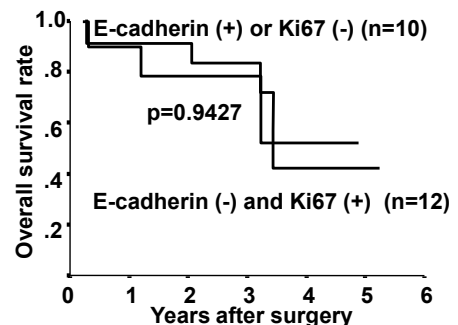 E-cadherin (+) or Ki67 (-) (n=10)
1.0
.8
.6
.4
.2
p=0.9427
E-cadherin (-) and Ki67 (+) (n=12)
Overall survival rate
0 1 2 3 4 5 6
Years after surgery